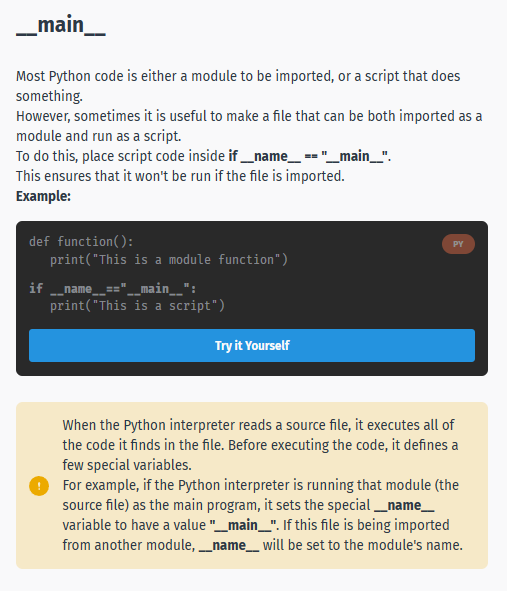 __main__
Most Python code is either a module to be imported, or a script that does
something.
However, sometimes it is useful to make a file that can be both imported as a
module and run as a script.
To do this, place script code inside if __name__ == "__main__".
This ensures that it won't be run if the file is imported.
Example:
PY
def function():
   print("This is a module function")
if __name__=="__main__":
   print("This is a script")
Try it Yourself
When the Python interpreter reads a source file, it executes all of
the code it finds in the file. Before executing the code, it defines a
few special variables.
!
For example, if the Python interpreter is running that module (the
source file) as the main program, it sets the special __name__
variable to have a value "__main__". If this file is being imported
from another module, __name__ will be set to the module's name.